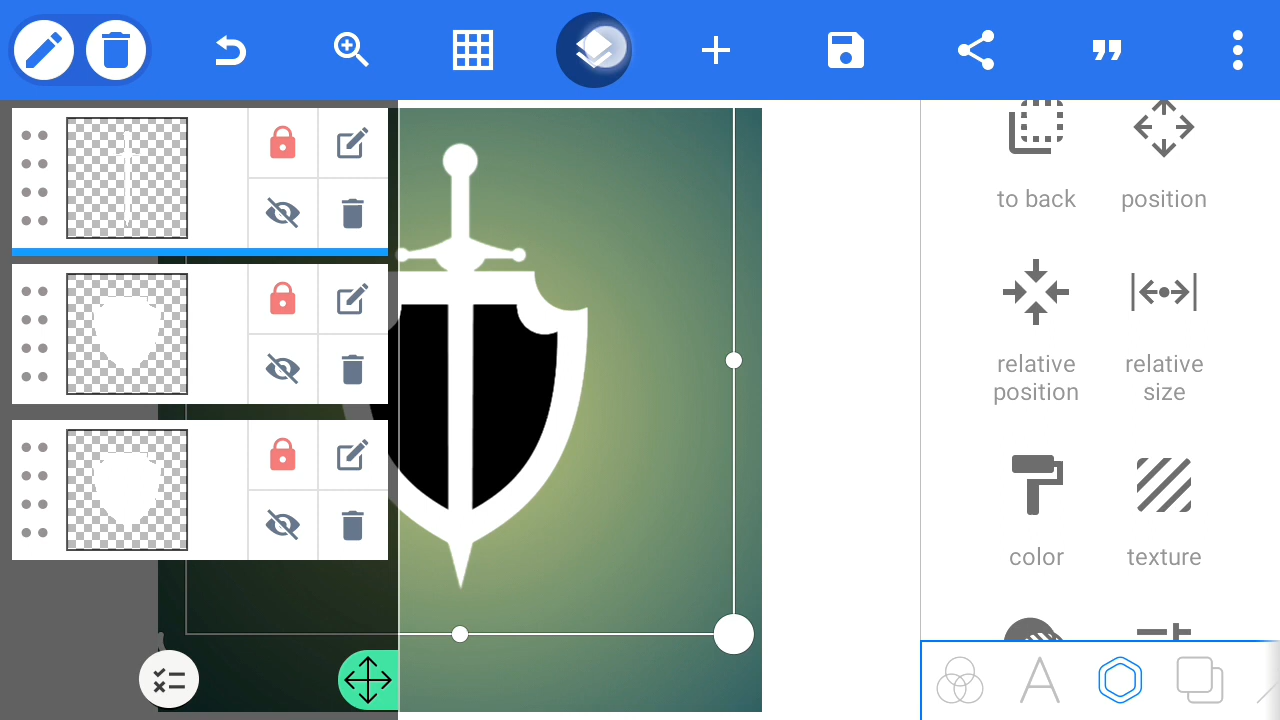 to back
position
relative
position
relative
size
color
texture